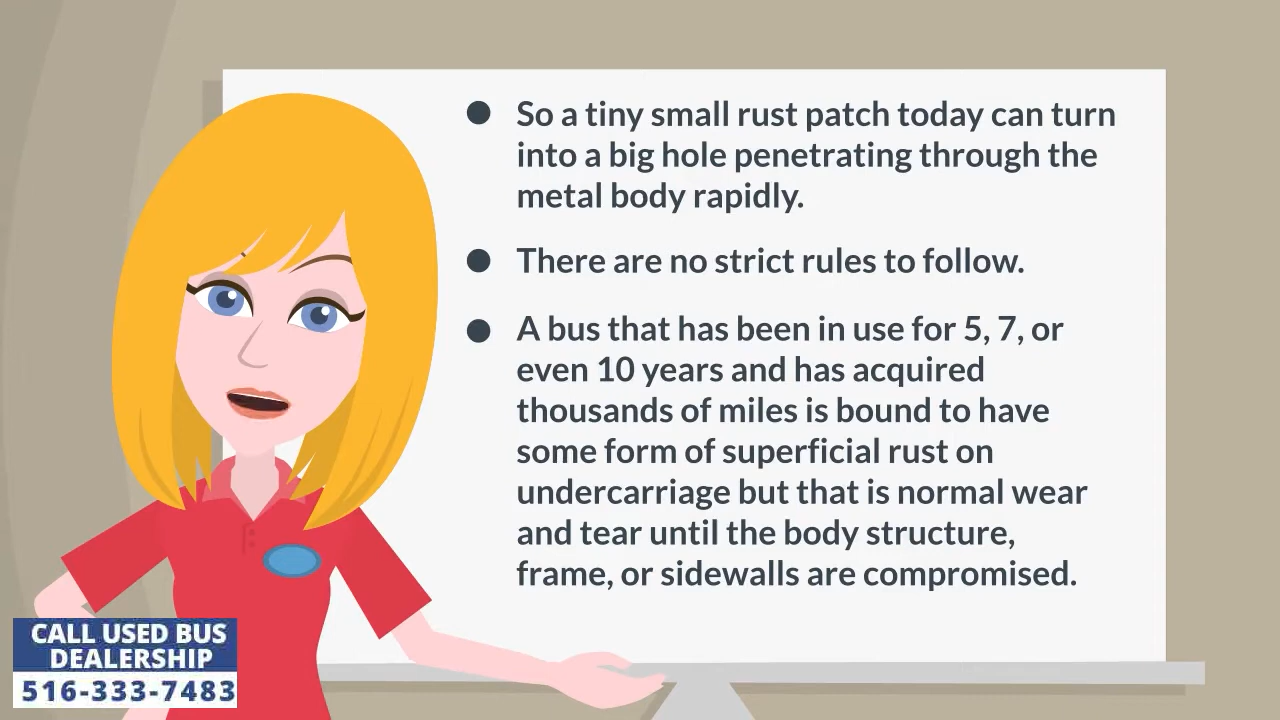 So a tiny small rust patch today can turn
into a big hole penetrating through the
metal body rapidly.
There are no strict rules to follow.
A bus that has been in use for 5, 7, or
even 10 years and has acquired
thousands of miles is bound to have
some form of superficial rust on
undercarriage but that is normal wear
and tear until the body structure,
frame, or sidewalls are compromised.
CALL USED BUS
DEALERSHIP
516-333-7483